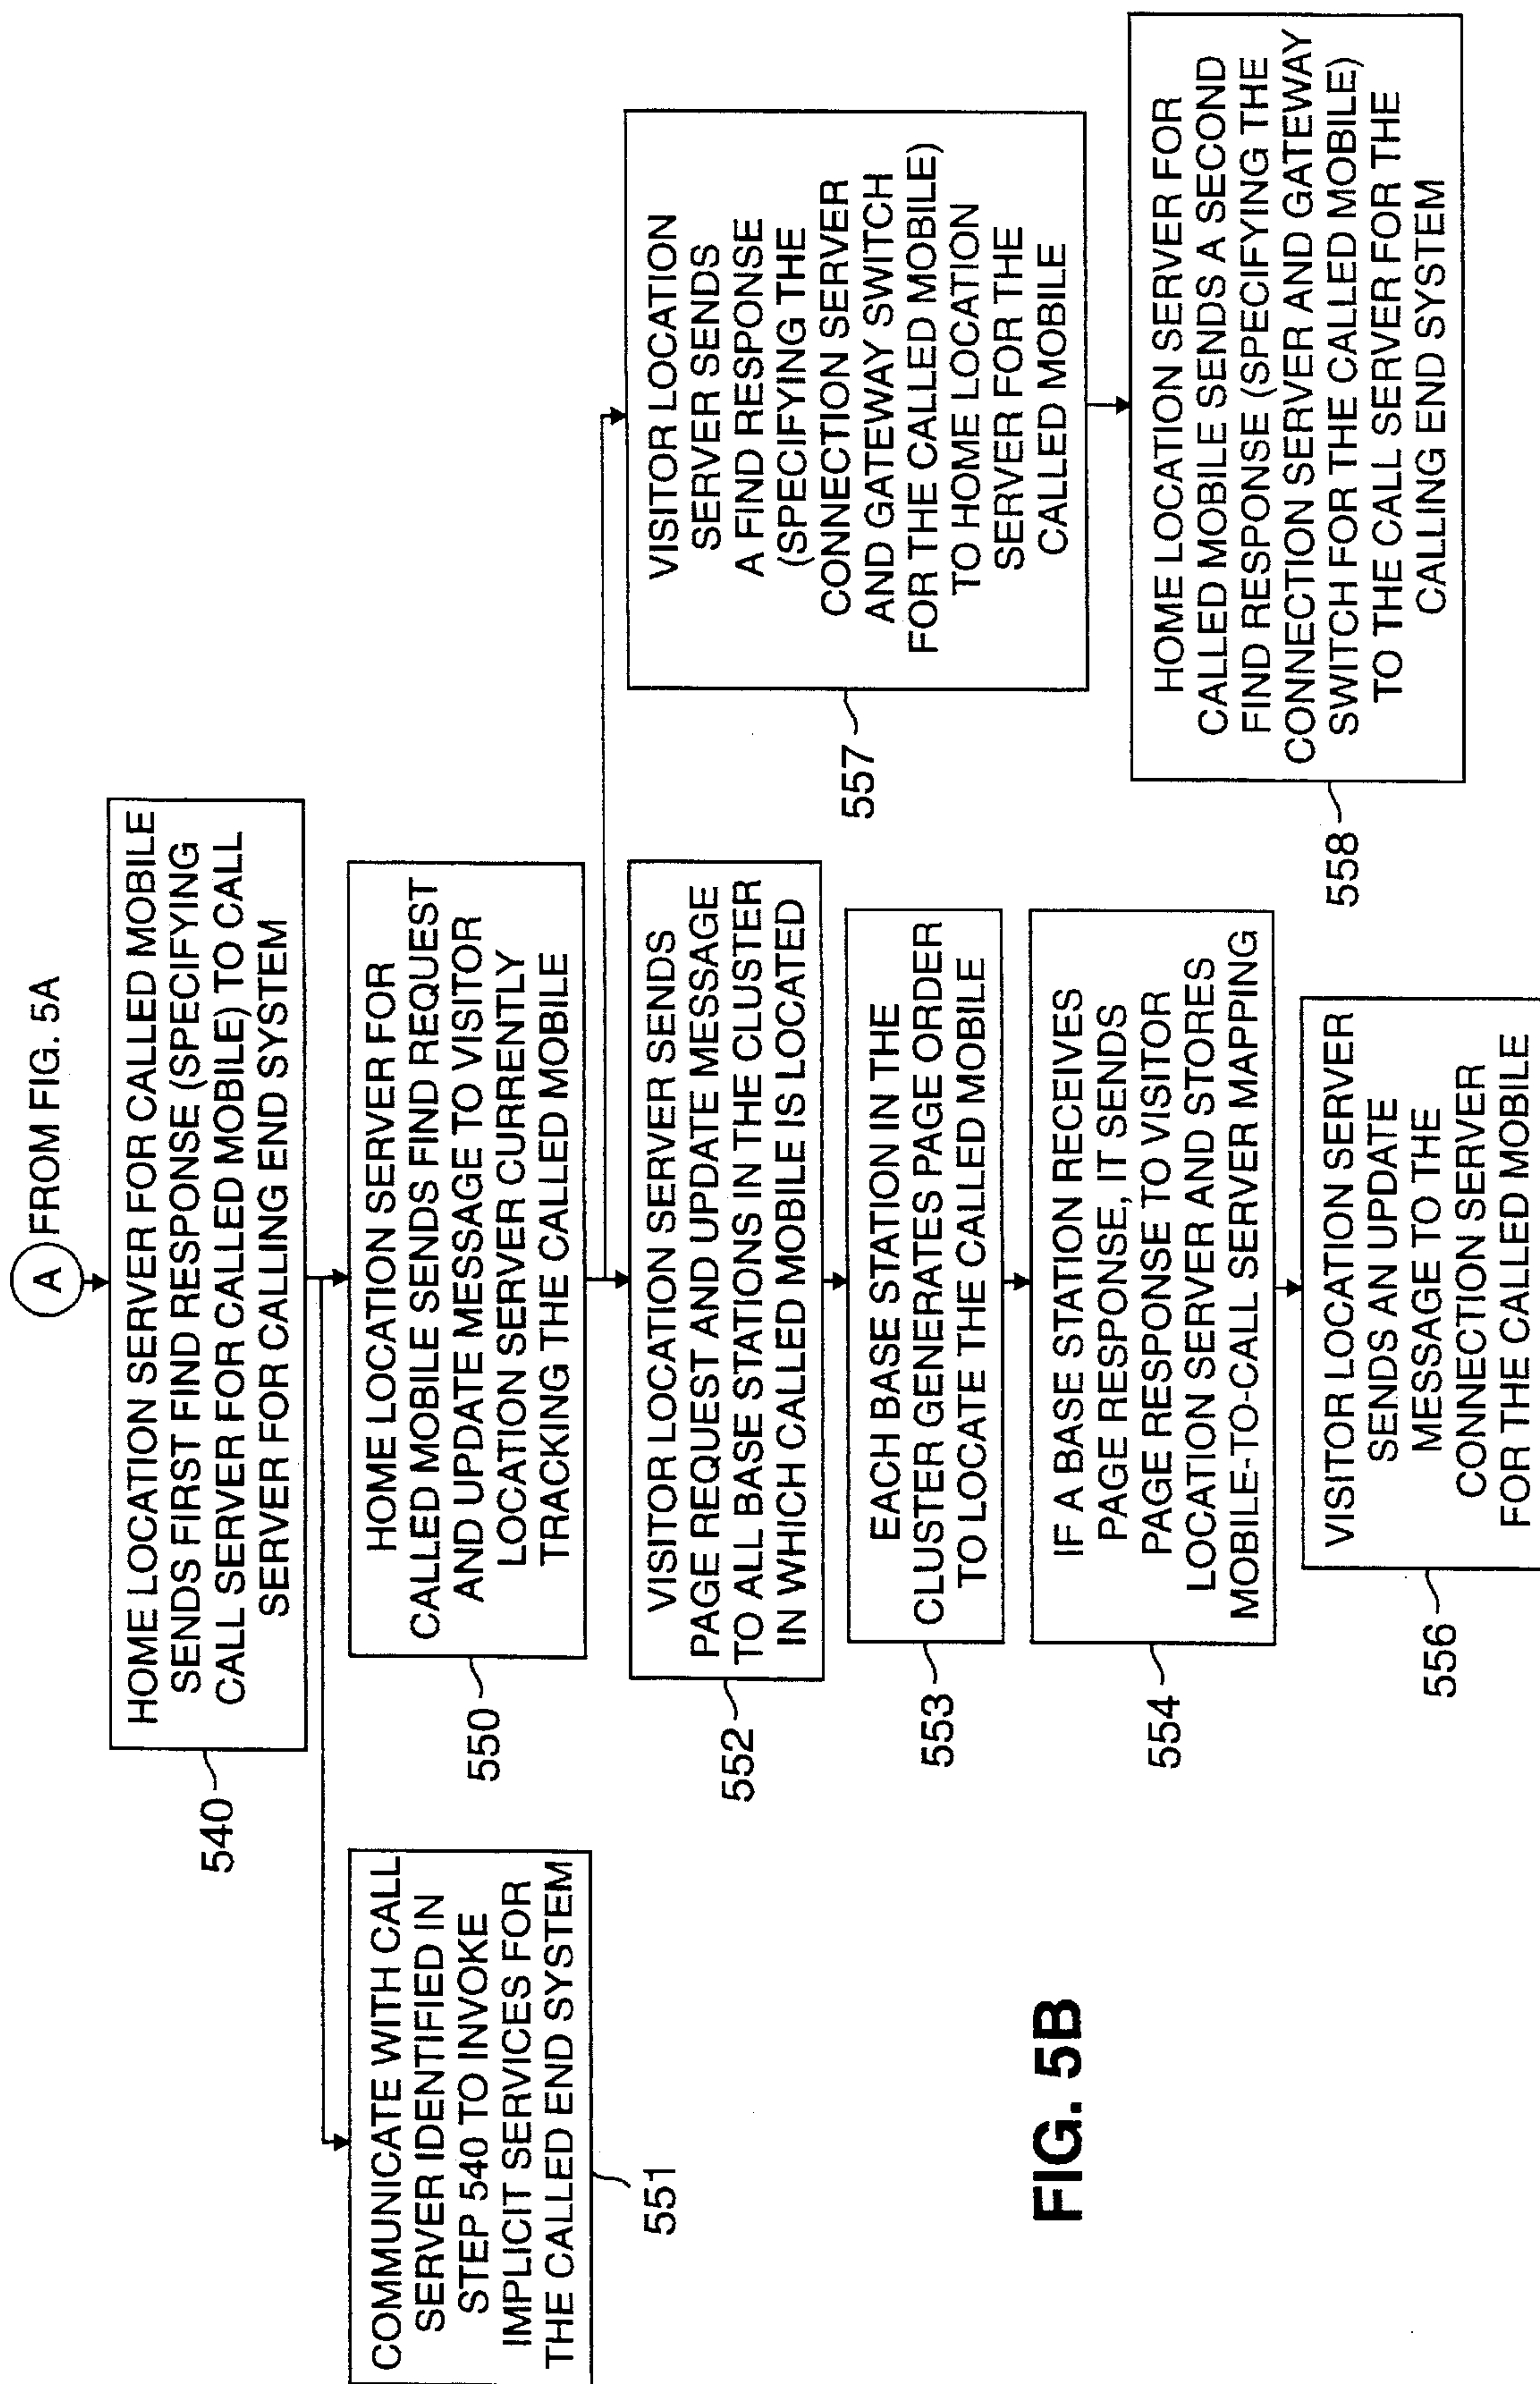 A FROM FIG. 5A
HOME LOCATION SERVER FOR CALLED MOBILE
SENDS FIRST FIND RESPONSE (SPECIFYING
CALL SERVER FOR CALLED MOBILE) TO CALL
SERVER FOR CALLING END SYSTEM
540
COMMUNICATE WITH CALL
SERVER IDENTIFIED IN
STEP 540 TO INVOKE
IMPLICIT SERVICES FOR
THE CALLED END SYSTEM
551
HOME LOCATION SERVER FOR
CALLED MOBILE SENDS FIND REQUEST
AND UPDATE MESSAGE TO VISITOR
LOCATION SERVER CURRENTLY
TRACKING THE CALLED MOBILE
550
VISITOR LOCATION SERVER SENDS
PAGE REQUEST AND UPDATE MESSAGE
TO ALL BASE STATIONS IN THE CLUSTER
IN WHICH CALLED MOBILE IS LOCATED
552
EACH BASE STATION IN THE
CLUSTER GENERATES PAGE ORDER
TO LOCATE THE CALLED MOBILE
553
IF A BASE STATION RECEIVES
PAGE RESPONSE, IT SENDS
PAGE RESPONSE TO VISITOR
LOCATION SERVER AND STORES
MOBILE-TO-CALL SERVER MAPPING
554
VISITOR LOCATION SERVER
SENDS AN UPDATE
MESSAGE TO THE
CONNECTION SERVER
FOR THE CALLED MOBILE
556
VISITOR LOCATION
SERVER SENDS
A FIND RESPONSE
(SPECIFYING THE
CONNECTION SERVER
AND GATEWAY SWITCH
FOR THE CALLED MOBILE)
TO HOME LOCATION
SERVER FOR THE
CALLED MOBILE
557
HOME LOCATION SERVER FOR
CALLED MOBILE SENDS A SECOND
FIND RESPONSE (SPECIFYING THE
CONNECTION SERVER AND GATEWAY
SWITCH FOR THE CALLED MOBILE)
TO THE CALL SERVER FOR THE
CALLING END SYSTEM
558
FIG. 5B